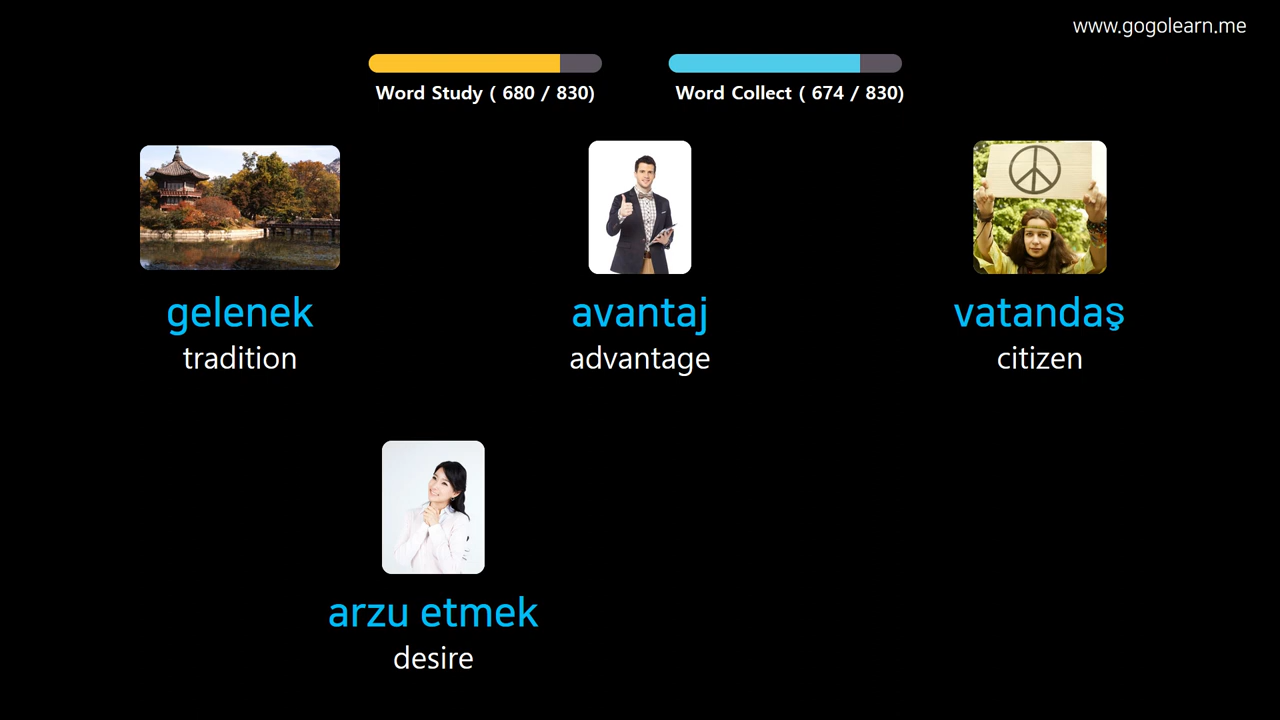 www.gogolearn.me
Word Study ( 680 / 830)
Word Collect ( 674 / 830)
gelenek
tradition
avantaj
advantage
vatandaş
citizen
arzu etmek
desire